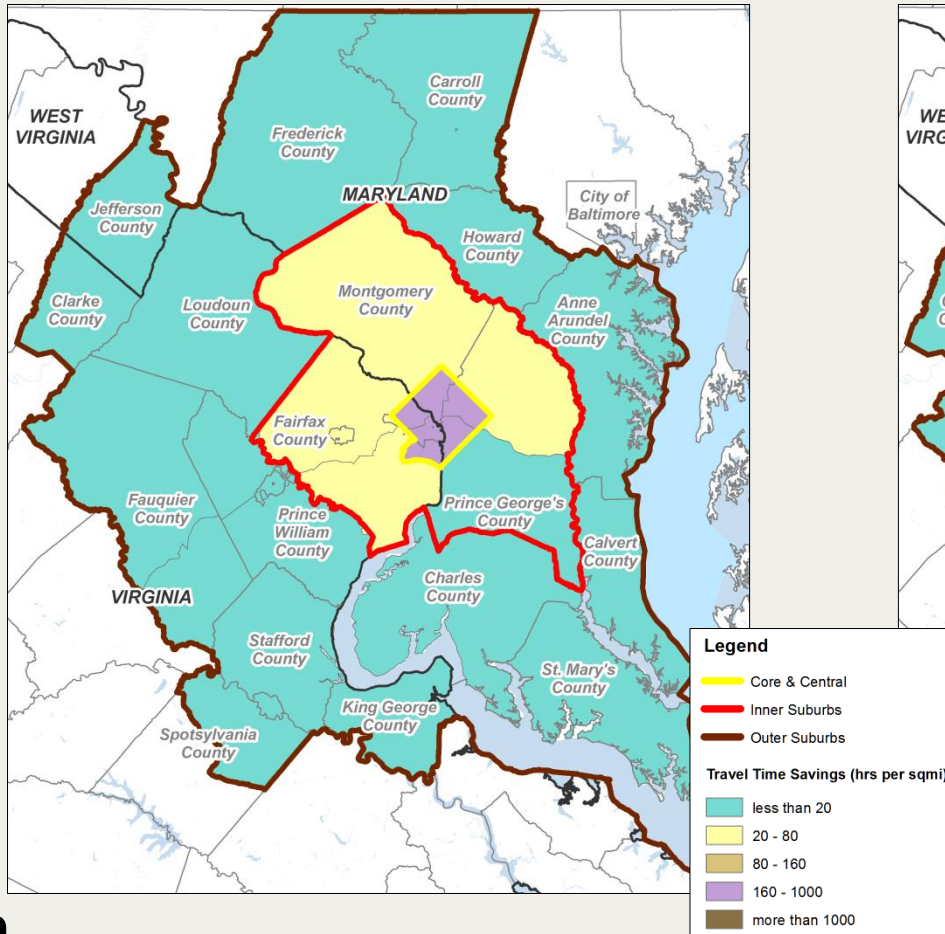 Carroll
County
WEST
VIRGINIA
Frederick
County
MARYLAND
City of
Baltimore
Jefferson
County
Howard
County
Montgomery
County
Anne
Arundel
County
Clarke
County
Loudoun
County
Fairfax
County
Fauquier
County
Prince
William
County
Prince George's
County
Calvert
County
Charles
County
VIRGINIA
Stafford
County
St. Mary's
County
King George
County
Spotsylvania
County
WE
VIRG
C
Legend
Core & Central
Inner Suburbs
Outer Suburbs
Travel Time Savings (hrs per sqmi)
less than 20
20 - 80
80 - 160
160 - 1000
more than 1000